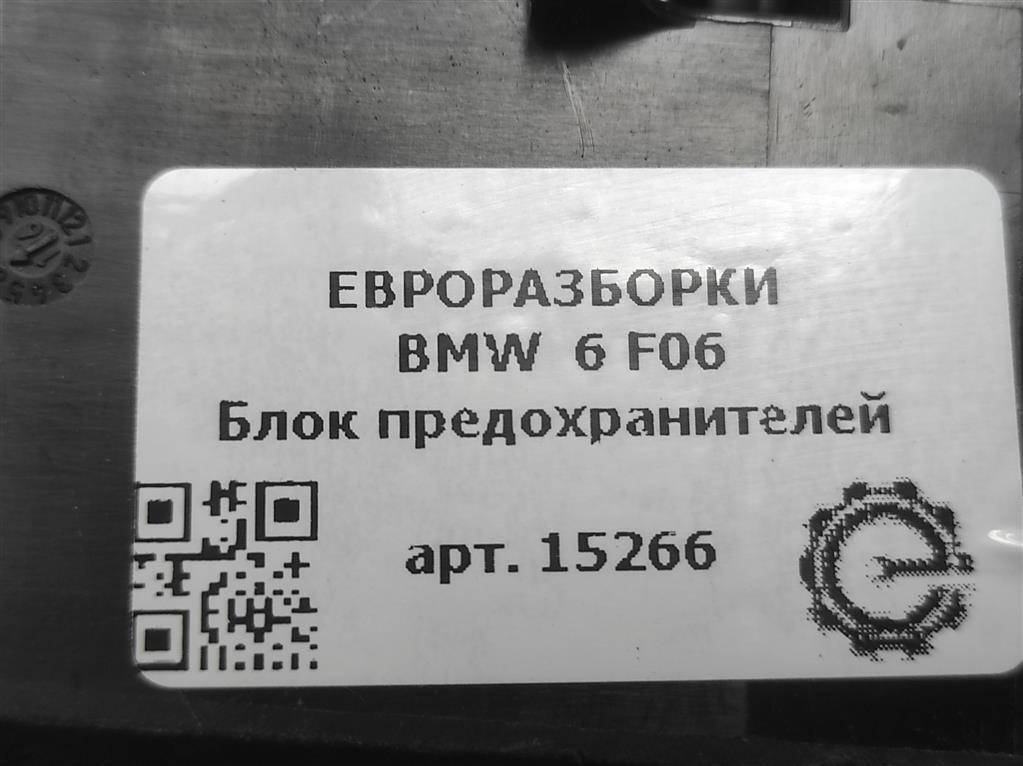 ЕВРОРАЗБОРКИ
BMW 6 F06
Блок предохранителей
арт. 15266